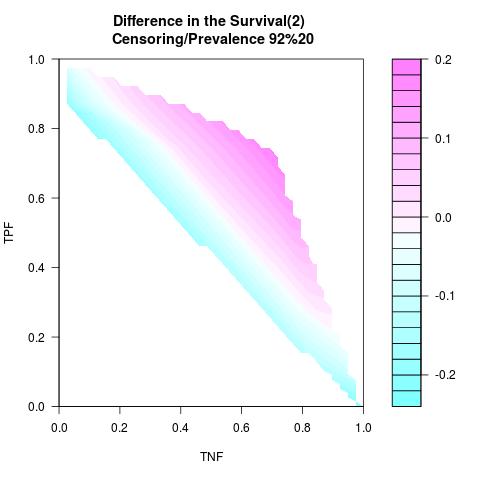 Difference in the Survival(2)
Censoring/Prevalence 92%20
1.0
0.8
0.6
0.4
0.2
0.0
TPF
0.0 0.2 0.4 0.6 0.8 1.0
TNF
0.2
0.1
0.0
-0.1
-0.2